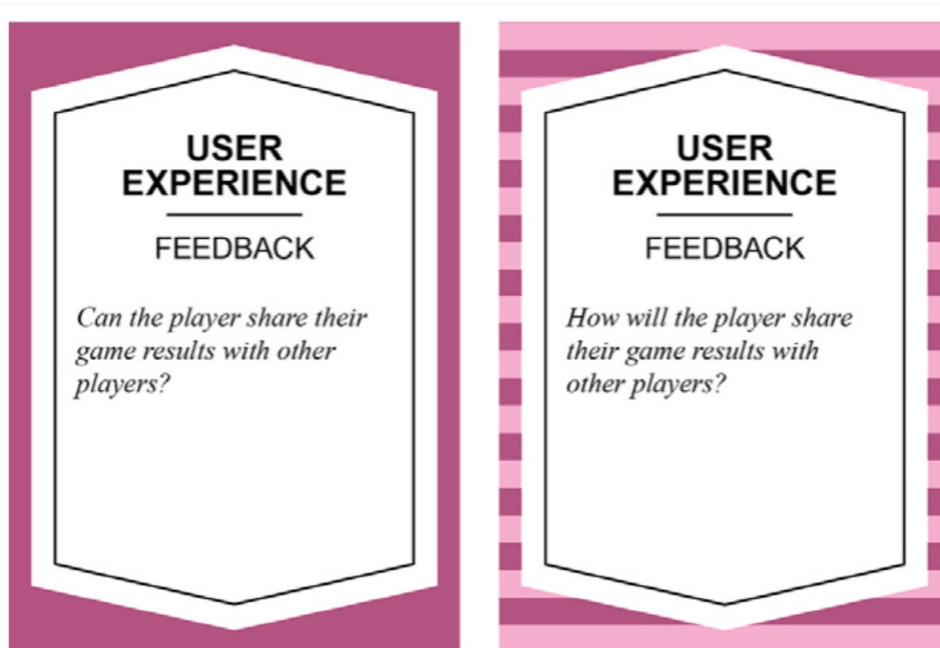 USER
EXPERIENCE
FEEDBACK
Can the player share their
game results with other
players?
USER
EXPERIENCE
FEEDBACK
How will the player share
their game results with
other players?